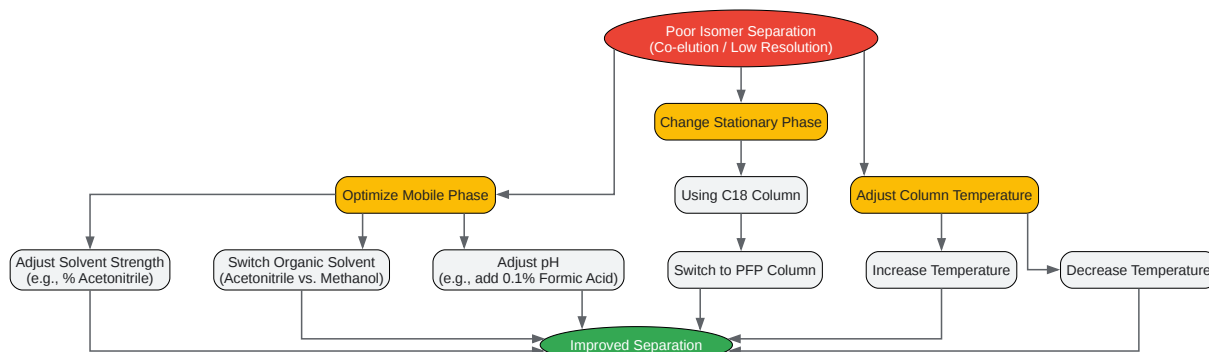 Poor Isomer Separation
(Co-elution / Low Resolution)
Change Stationary Phase
Optimize Mobile Phase
Using C18 Column
Adjust Column Temperature
Adjust Solvent Strength
(e.g., % Acetonitrile)
Switch Organic Solvent
(Acetonitrile vs. Methanol)
Adjust pH
(e.g., add 0.1% Formic Acid)
Switch to PFP Column
Increase Temperature
Decrease Temperature
Improved Separation